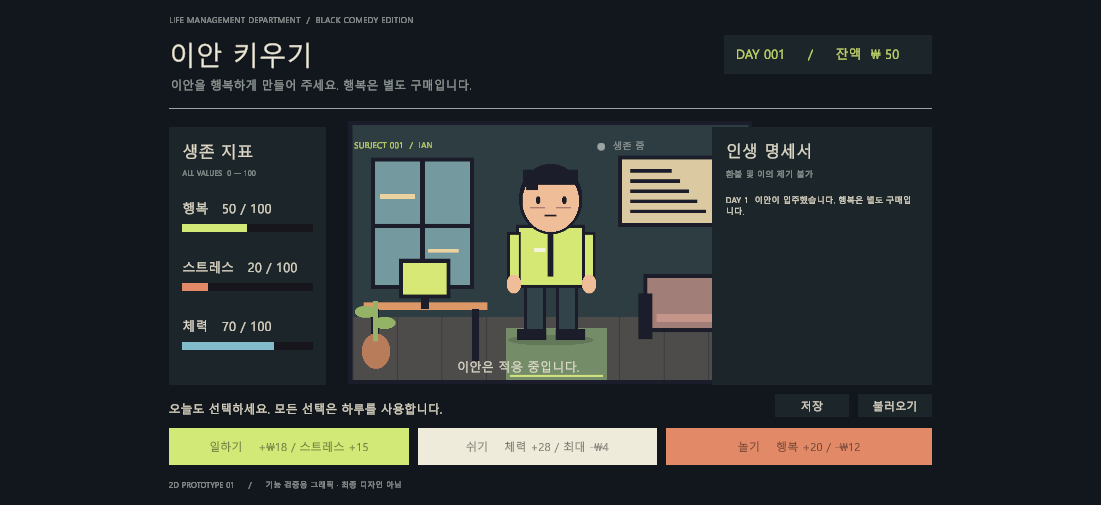 LIFE MANAGEMENT DEPARTMENT / BLACK COMEDY EDITION
이안 키우기
DAY 001 / 잔액 ₩ 50
이안을 행복하게 만들어 주세요. 행복은 별도 구매입니다.
생존 지표
ALL VALUES 0 — 100
행복 50 / 100
스트레스 20 / 100
체력 70 / 100
SUBJECT 001 / IAN
생존 중
이안은 적응 중입니다.
인생 명세서
환불 및 이의 제기 불가
DAY 1 이안이 입주했습니다. 행복은 별도 구매입
니다.
오늘도 선택하세요. 모든 선택은 하루를 사용합니다.
저장
불러오기
일하기 +₩18 / 스트레스 +15
쉬기 체력 +28 / 최대 -₩4
놀기 행복 +20 / -₩12
2D PROTOTYPE 01 / 기능 검증용 그래픽 · 최종 디자인 아님